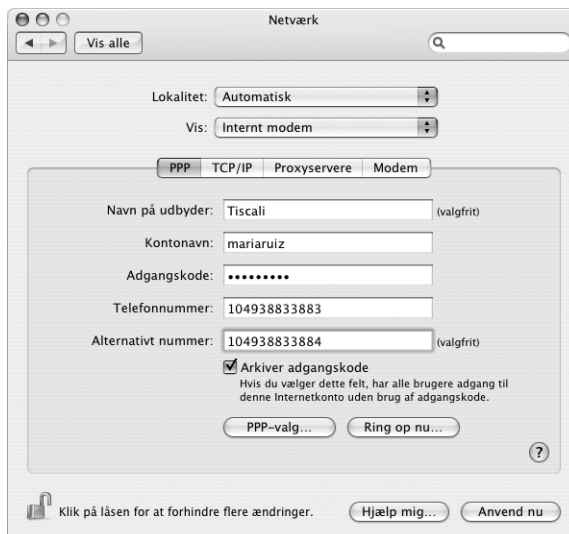 Netværk
Vis alle
Lokalitet: Automatisk
Vis: Internt modem
PPP TCP/IP Proxyservere Modem
Navn på udbyder: Tiscali (valgfrit)
Kontonavn: mariaruiz
Adgangskode: •••••••••
Telefonnummer: 104938833883
Alternativt nummer: 104938833884 (valgfrit)
Arkiver adgangskode
Hvis du vælger dette felt, har alle brugere adgang til
denne Internetkonto uden brug af adgangskode.
PPP-valg... Ring op nu...
?
Klik på låsen for at forhindre flere ændringer. Hjælp mig... Anvend nu